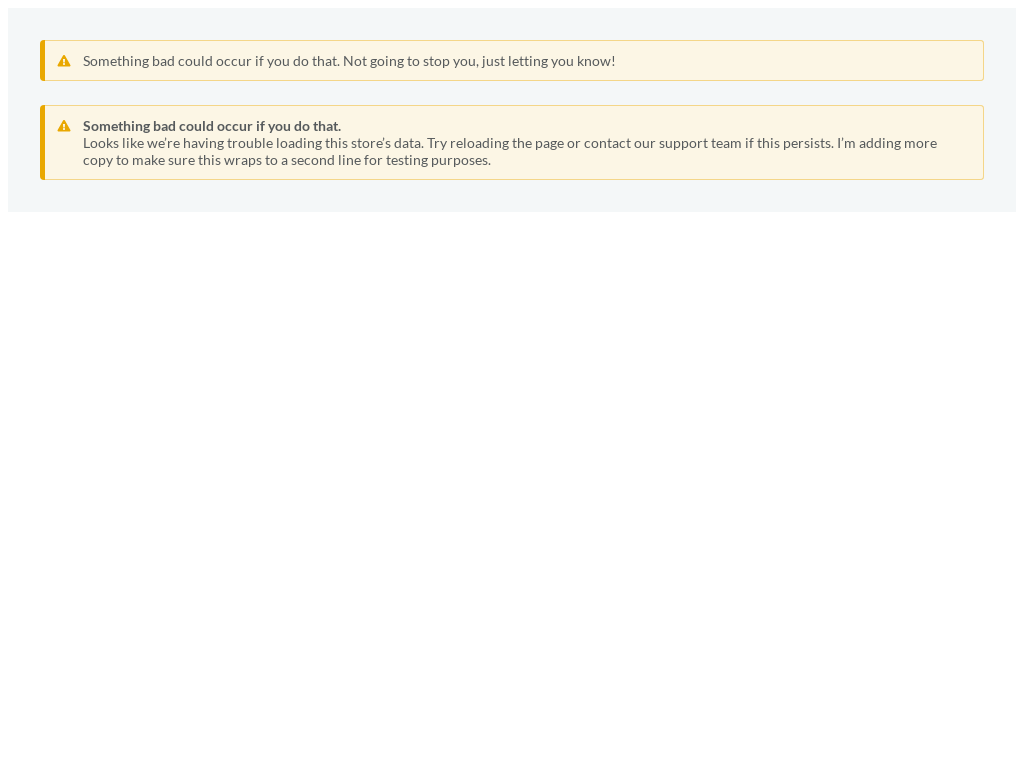 Something bad could occur if you do that. Not going to stop you, just letting you know!
Something bad could occur if you do that.
Looks like we’re having trouble loading this store’s data. Try reloading the page or contact our support team if this persists. I’m adding more
copy to make sure this wraps to a second line for testing purposes.